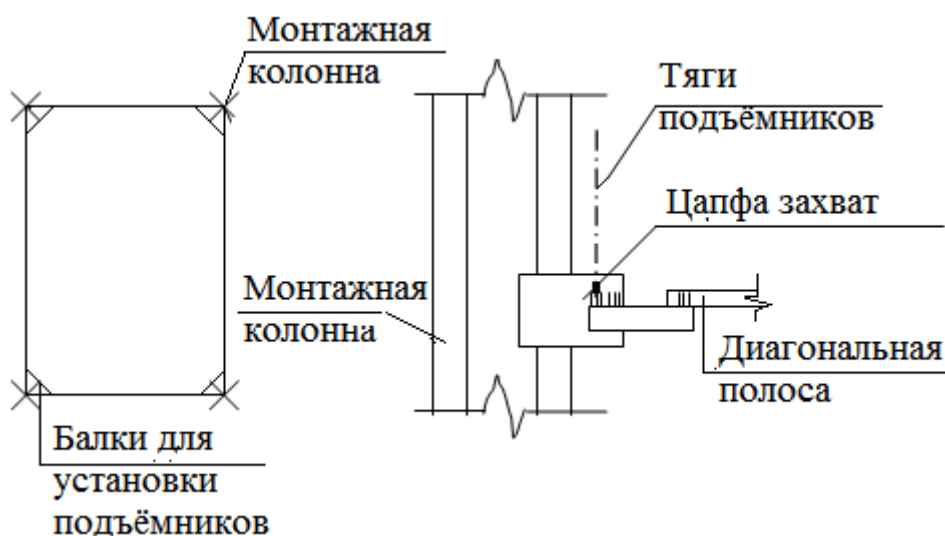 Монтажная
колонна
Тяги
подъёмников
Цапфа захват
Монтажная
колонна
Диагональная
полоса
Балки для
установки
подъёмников